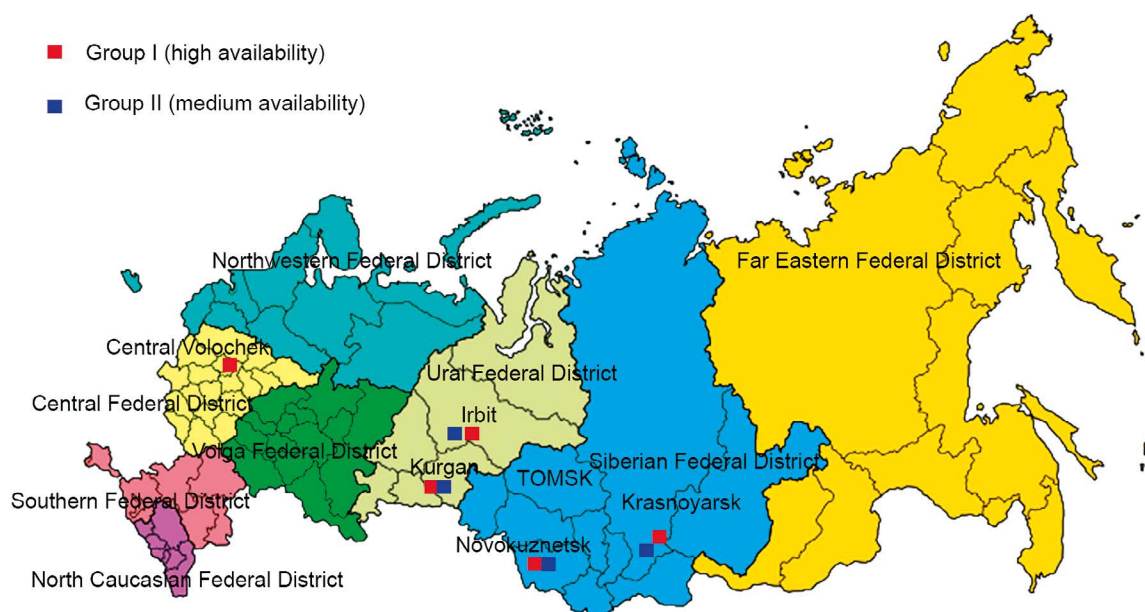 Group I (high availability)
Group II (medium availability)
Northwestern Federal District
Far Eastern Federal District
Central Volochek
Ural Federal District
Central Federal District
Irbit
Volga Federal District
Kurgan
Siberian Federal District
TOMSK
Southern Federal District
Krasnoyarsk
Novokuznetsk
North Caucasian Federal District